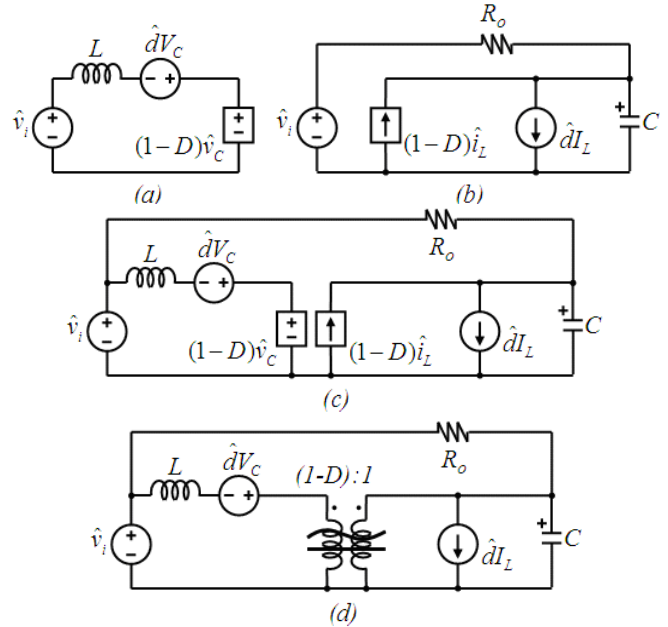 L
d̂V_C
v̂_i
(1−D)v̂_C
(a)
R_o
v̂_i
(1−D)î_L
d̂I_L
C
(b)
R_o
L
d̂V_C
v̂_i
(1−D)v̂_C
(1−D)î_L
d̂I_L
C
(c)
R_o
L
d̂V_C
(1-D):1
v̂_i
d̂I_L
C
(d)